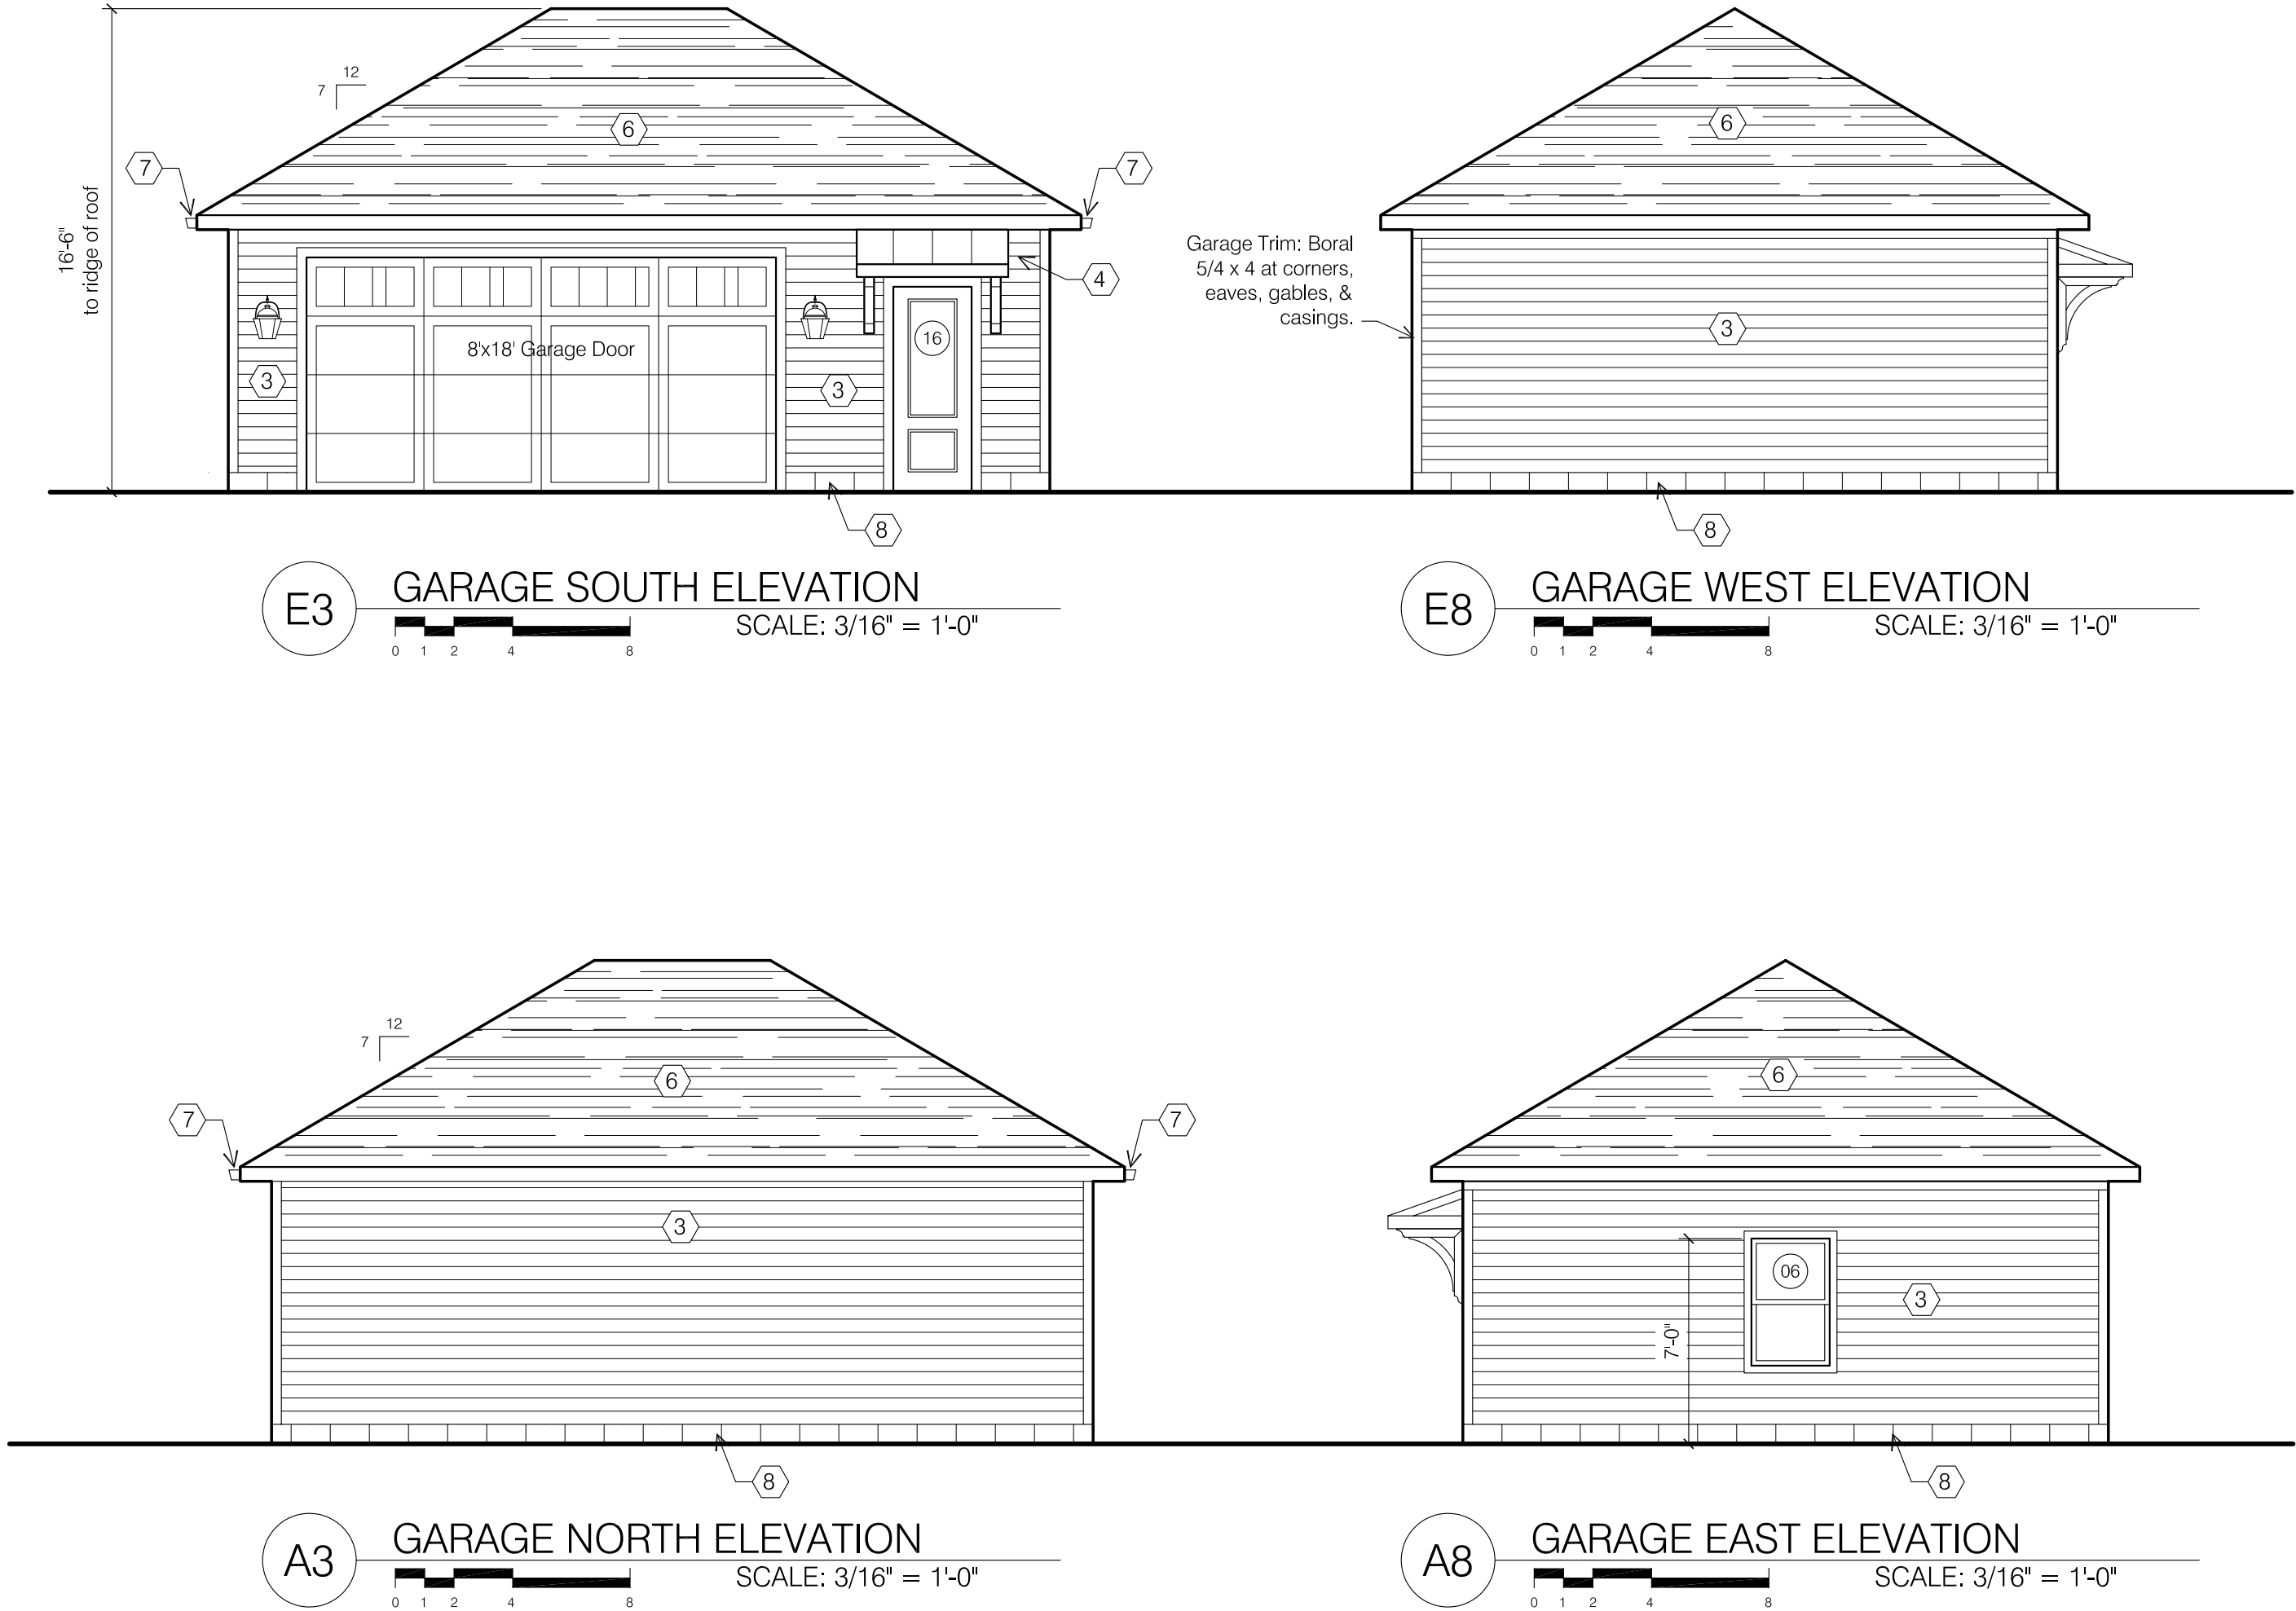 12
7
6
7
7
16'-6"
to ridge of roof
4
8'x18' Garage Door
16
3
3
8
E3
GARAGE SOUTH ELEVATION
SCALE: 3/16" = 1'-0"
0 1 2 4 8
6
Garage Trim: Boral
5/4 x 4 at corners,
eaves, gables, &
casings.
3
8
E8
GARAGE WEST ELEVATION
SCALE: 3/16" = 1'-0"
0 1 2 4 8
12
7
6
7
7
3
8
A3
GARAGE NORTH ELEVATION
SCALE: 3/16" = 1'-0"
0 1 2 4 8
6
06
3
7'-0"
8
A8
GARAGE EAST ELEVATION
SCALE: 3/16" = 1'-0"
0 1 2 4 8